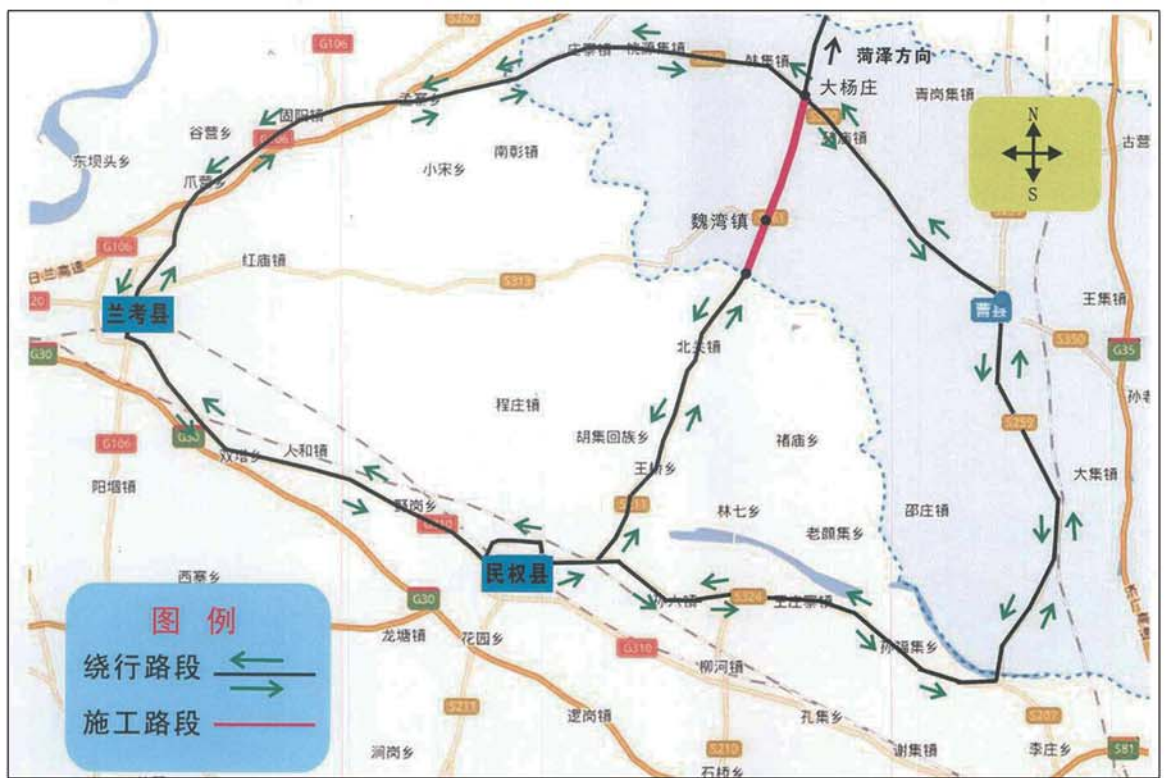 S262
G106
庄寨镇
桃源集镇
韩集镇
菏泽方向
大杨庄
青岗集镇
孟寨乡
固阳镇
谷营乡
东坝头乡
爪营乡
南彰镇
小宋乡
N
S
古营
魏湾镇
G106
日兰高速
红庙镇
S313
兰考县
曹县
王集镇
S350
G35
孙老
G30
北关镇
程庄镇
胡集回族乡
褚庙乡
S259
大集镇
G106
G30
双塔乡
人和镇
阳堌镇
王桥乡
野岗乡
林七乡
老颜集乡
邵庄镇
民权县
西寨乡
图 例
绕行路段
施工路段
G30
龙塘镇
花园乡
孙六镇
S324
王庄寨镇
孙福集乡
G310
柳河镇
S211
逻岗镇
孔集乡
S207
涧岗乡
S210
石桥乡
谢集镇
李庄乡
S81